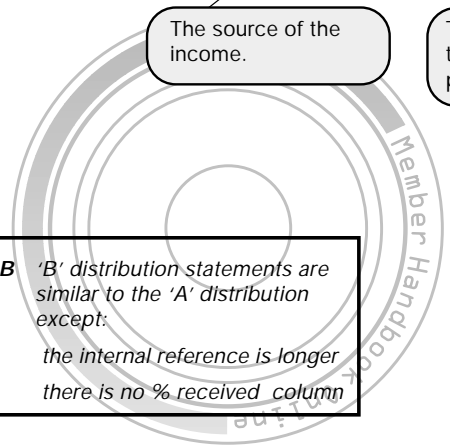 The source of the
income.
Member Handbook Online
B 'B' distribution statements are
similar to the 'A' distribution
except:
the internal reference is longer
there is no % received column